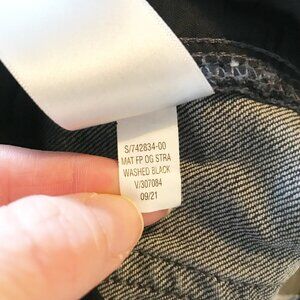 S/742834-00
MAT FP OG STRA
WASHED BLACK
V/307084
09/21